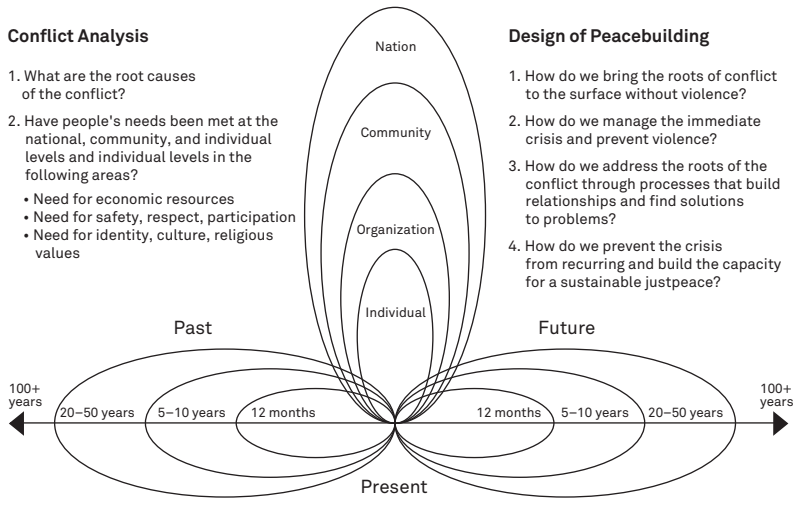 Conflict Analysis
1. What are the root causes
of the conflict?
2. Have people's needs been met at the
national, community, and individual
levels and individual levels in the
following areas?
• Need for economic resources
• Need for safety, respect, participation
• Need for identity, culture, religious
values
Nation
Community
Organization
Individual
Design of Peacebuilding
1. How do we bring the roots of conflict
to the surface without violence?
2. How do we manage the immediate
crisis and prevent violence?
3. How do we address the roots of the
conflict through processes that build
relationships and find solutions
to problems?
4. How do we prevent the crisis
from recurring and build the capacity
for a sustainable justpeace?
Past
Future
100+
years
20–50 years
5–10 years
12 months
12 months
5–10 years
20–50 years
100+
years
Present